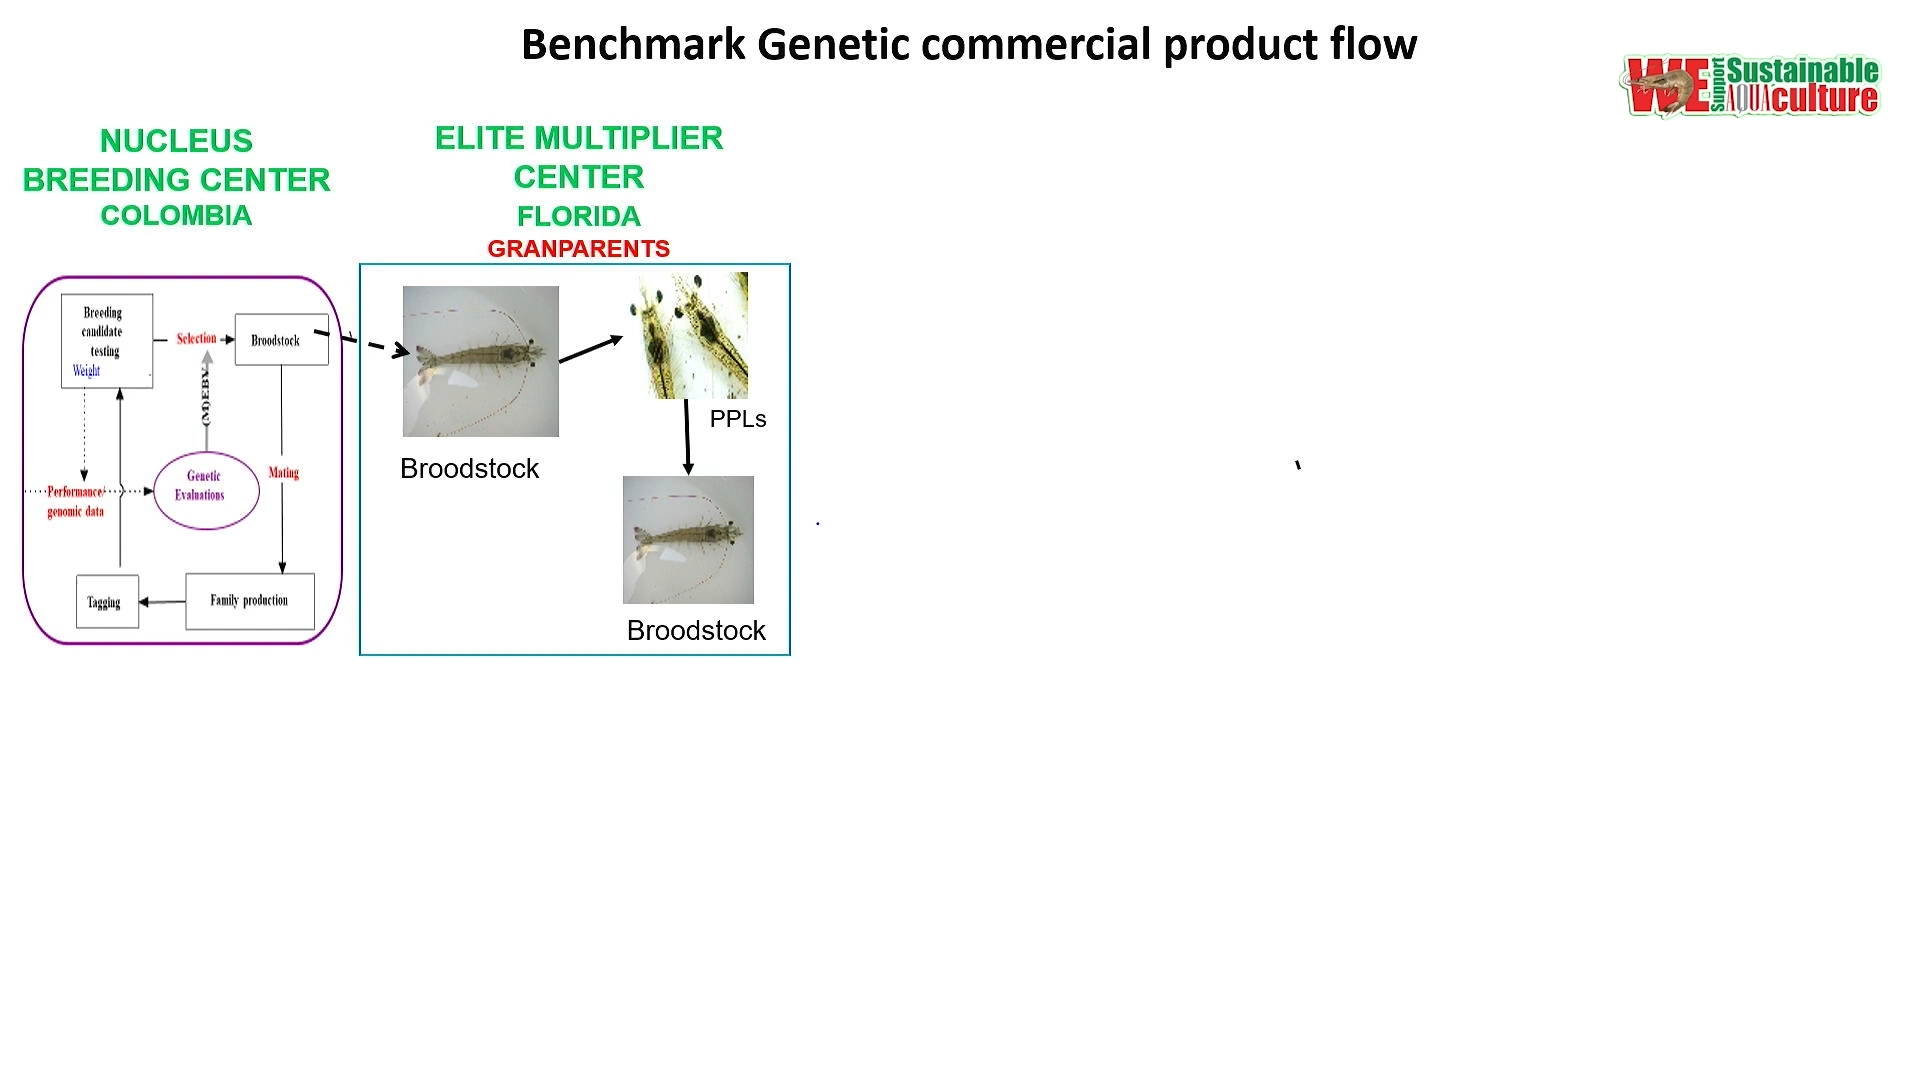 Benchmark Genetic commercial product flow
WE Support Sustainable AQUAculture
NUCLEUS
BREEDING CENTER
COLOMBIA
ELITE MULTIPLIER
CENTER
FLORIDA
GRANPARENTS
Breeding
candidate
testing
Weight
Selection
Broodstock
(M)EBV
Genetic
Evaluations
Mating
Performance/
genomic data
Tagging
Family production
Broodstock
PPLs
Broodstock